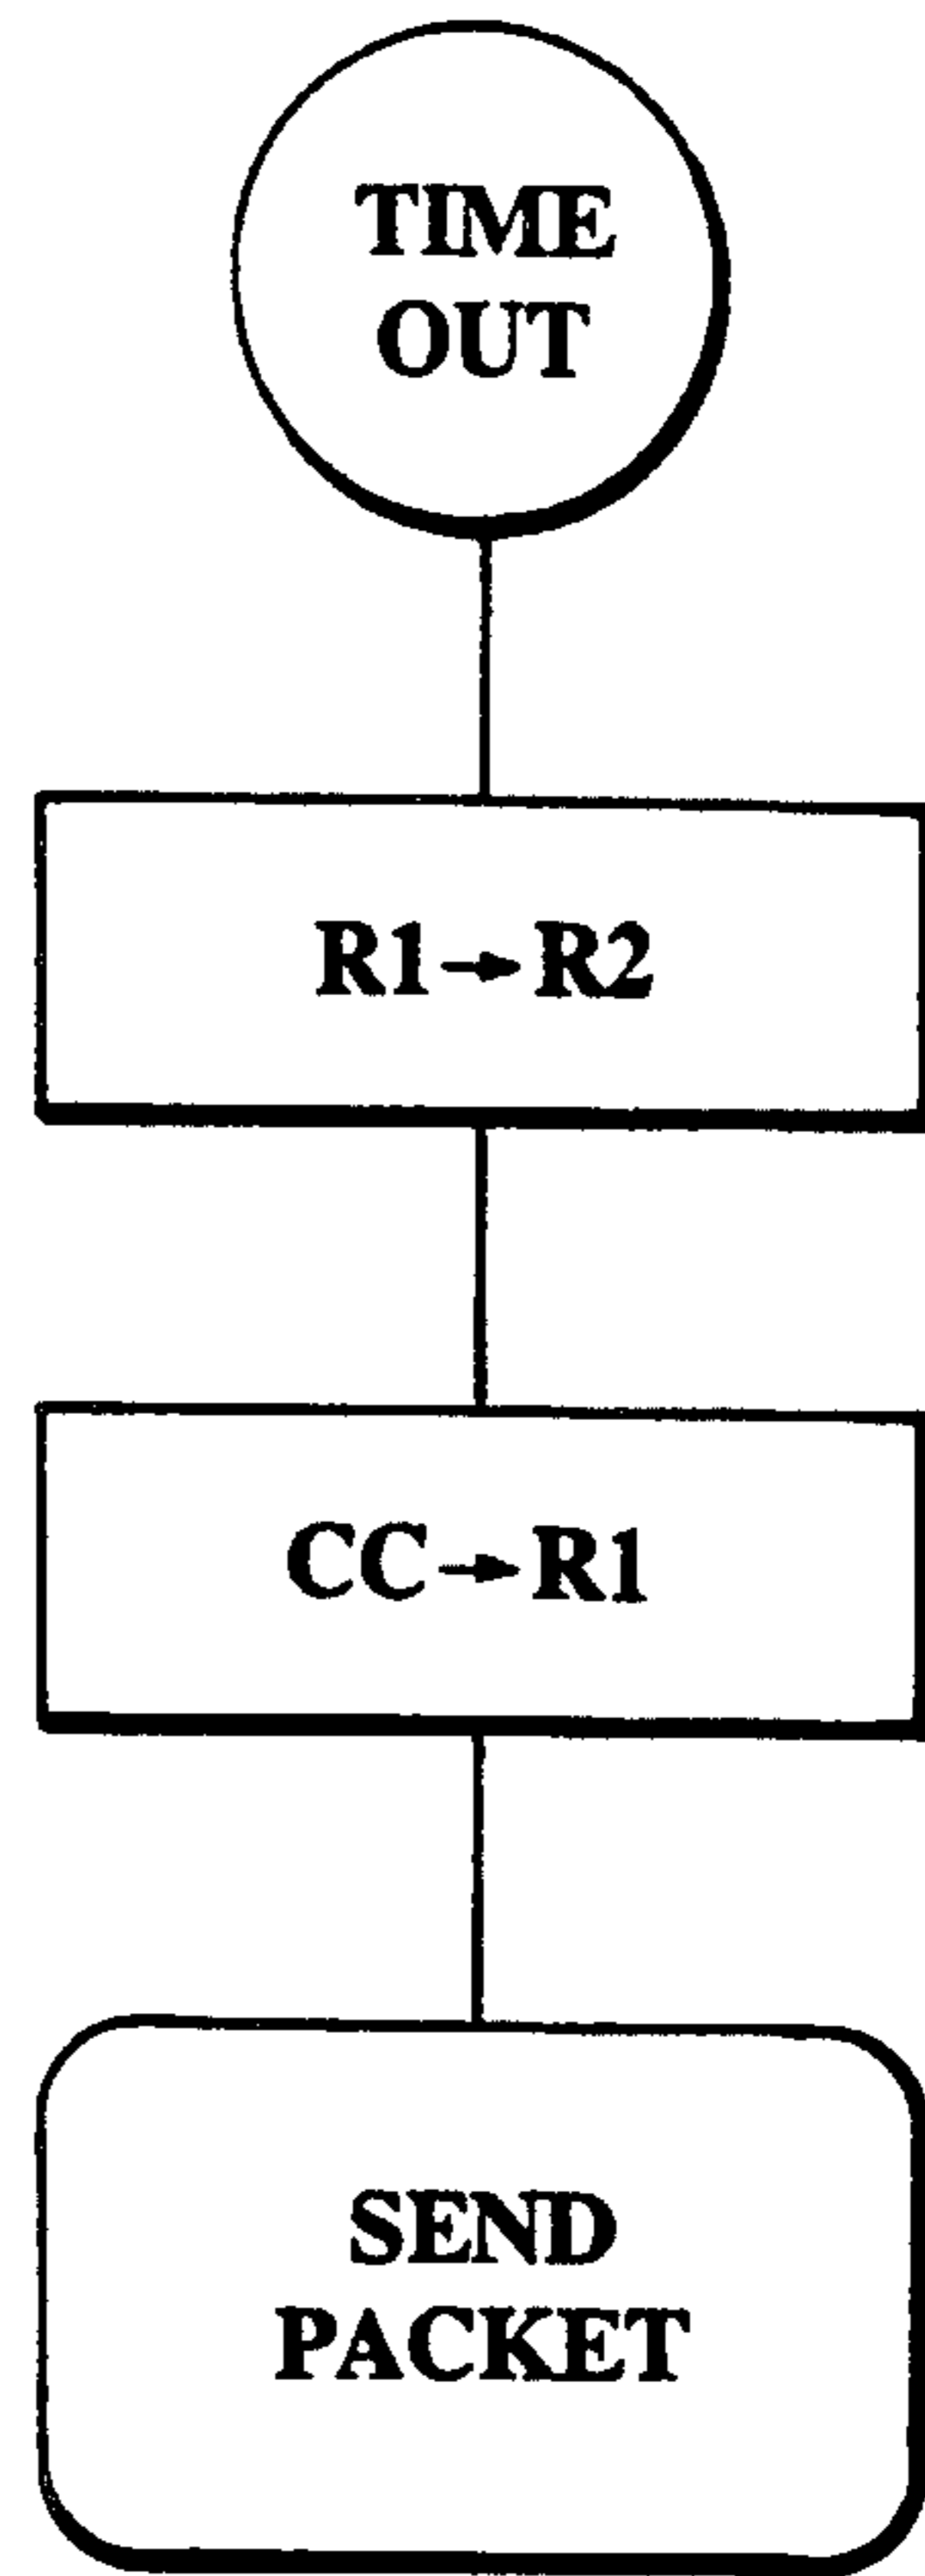 TIME
OUT
R1→R2
CC→R1
SEND
PACKET